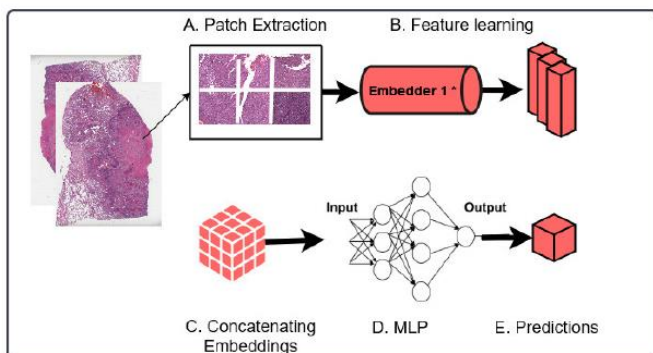 A. Patch Extraction
B. Feature learning
Embedder 1 *
Input
Output
C. Concatenating
Embeddings
D. MLP
E. Predictions